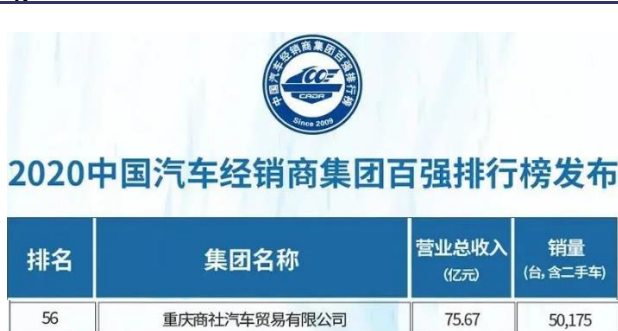 中国汽车经销商集团百强排行榜
CADA
Since 2009
2020中国汽车经销商集团百强排行榜发布
排名 集团名称 营业总收入 (亿元) 销量 (台,含二手车)
56 重庆商社汽车贸易有限公司 75.67 50,175